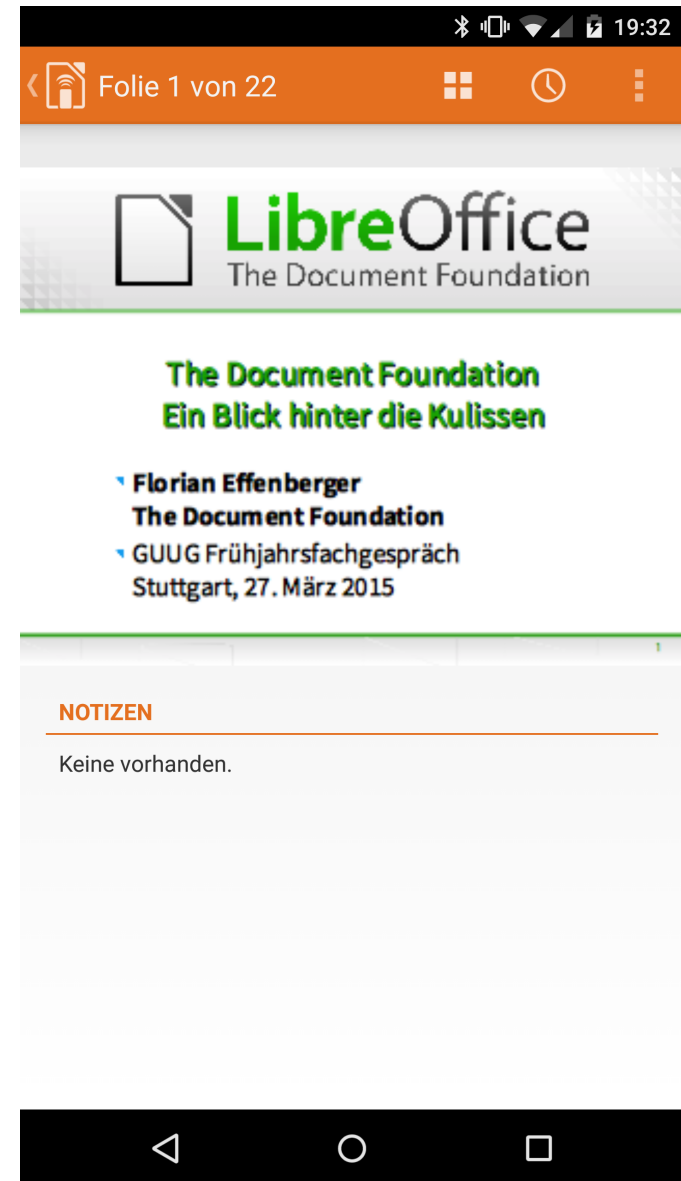 19:32
Folie 1 von 22
LibreOffice
The Document Foundation
The Document Foundation
Ein Blick hinter die Kulissen
Florian Effenberger
The Document Foundation
GUUG Frühjahrsfachgespräch
Stuttgart, 27. März 2015
1
NOTIZEN
Keine vorhanden.